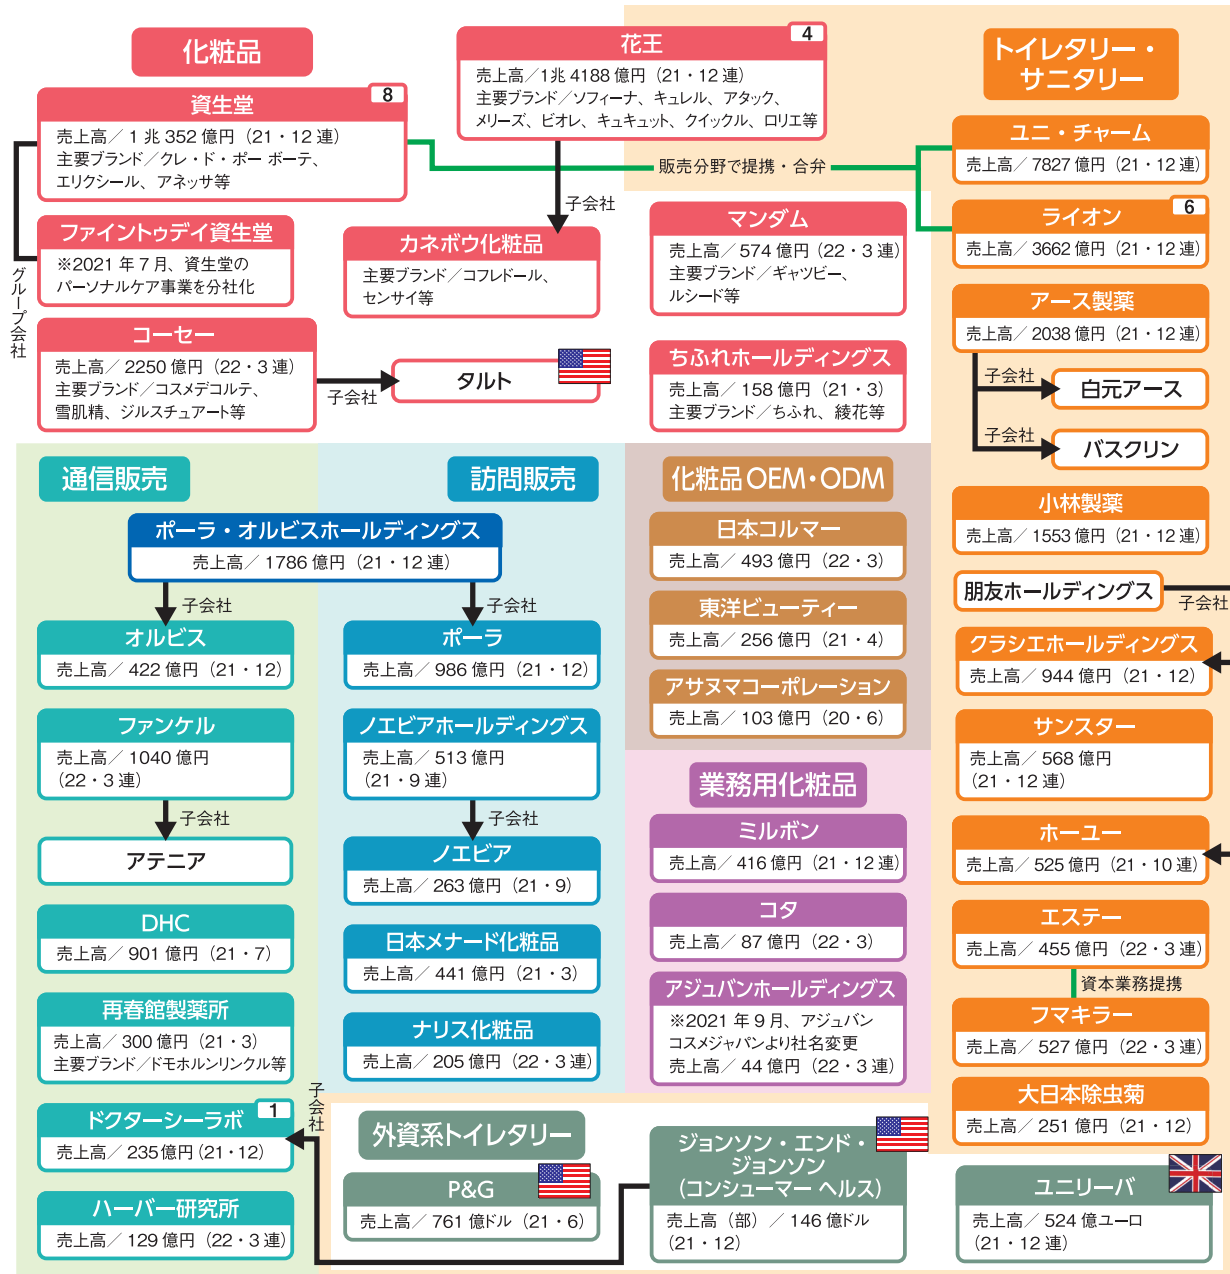 化粧品
資生堂
8
売上高／1兆352億円（21・12連）
主要ブランド／クレ・ド・ポー ボーテ、
エリクシール、アネッサ等
ファイントゥデイ資生堂
※2021年7月、資生堂の
パーソナルケア事業を分社化
グループ会社
コーセー
売上高／2250億円（22・3連）
主要ブランド／コスメデコルテ、
雪肌精、ジルスチュアート等
子会社
タルト
花王
4
売上高／1兆4188億円（21・12連）
主要ブランド／ソフィーナ、キュレル、アタック、
メリーズ、ビオレ、キュキュット、クイックル、ロリエ等
子会社
カネボウ化粧品
主要ブランド／コフレドール、
センサイ等
販売分野で提携・合弁
マンダム
売上高／574億円（22・3連）
主要ブランド／ギャツビー、
ルシード等
ちふれホールディングス
売上高／158億円（21・3）
主要ブランド／ちふれ、綾花等
トイレタリー・
サニタリー
ユニ・チャーム
売上高／7827億円（21・12連）
ライオン
6
売上高／3662億円（21・12連）
アース製薬
売上高／2038億円（21・12連）
子会社
白元アース
子会社
バスクリン
小林製薬
売上高／1553億円（21・12連）
朋友ホールディングス
子会社
クラシエホールディングス
売上高／944億円（21・12）
サンスター
売上高／568億円
（21・12連）
ホーユー
売上高／525億円（21・10連）
エステー
売上高／455億円（22・3連）
資本業務提携
フマキラー
売上高／527億円（22・3連）
大日本除虫菊
売上高／251億円（21・12）
通信販売
訪問販売
ポーラ・オルビスホールディングス
売上高／1786億円（21・12連）
子会社
子会社
オルビス
売上高／422億円（21・12）
ファンケル
売上高／1040億円
（22・3連）
子会社
アテニア
DHC
売上高／901億円（21・7）
再春館製薬所
売上高／300億円（21・3）
主要ブランド／ドモホルンリンクル等
ドクターシーラボ
1
売上高／235億円（21・12）
子会社
ハーバー研究所
売上高／129億円（22・3連）
ポーラ
売上高／986億円（21・12）
ノエビアホールディングス
売上高／513億円
（21・9連）
子会社
ノエビア
売上高／263億円（21・9）
日本メナード化粧品
売上高／441億円（21・3）
ナリス化粧品
売上高／205億円（22・3連）
化粧品OEM・ODM
日本コルマー
売上高／493億円（22・3）
東洋ビューティー
売上高／256億円（21・4）
アサヌマコーポレーション
売上高／103億円（20・6）
業務用化粧品
ミルボン
売上高／416億円（21・12連）
コタ
売上高／87億円（22・3）
アジュバンホールディングス
※2021年9月、アジュバン
コスメジャパンより社名変更
売上高／44億円（22・3連）
外資系トイレタリー
P&G
売上高／761億ドル（21・6）
ジョンソン・エンド・
ジョンソン
（コンシューマー ヘルス）
売上高（部）／146億ドル
（21・12）
ユニリーバ
売上高／524億ユーロ
（21・12連）